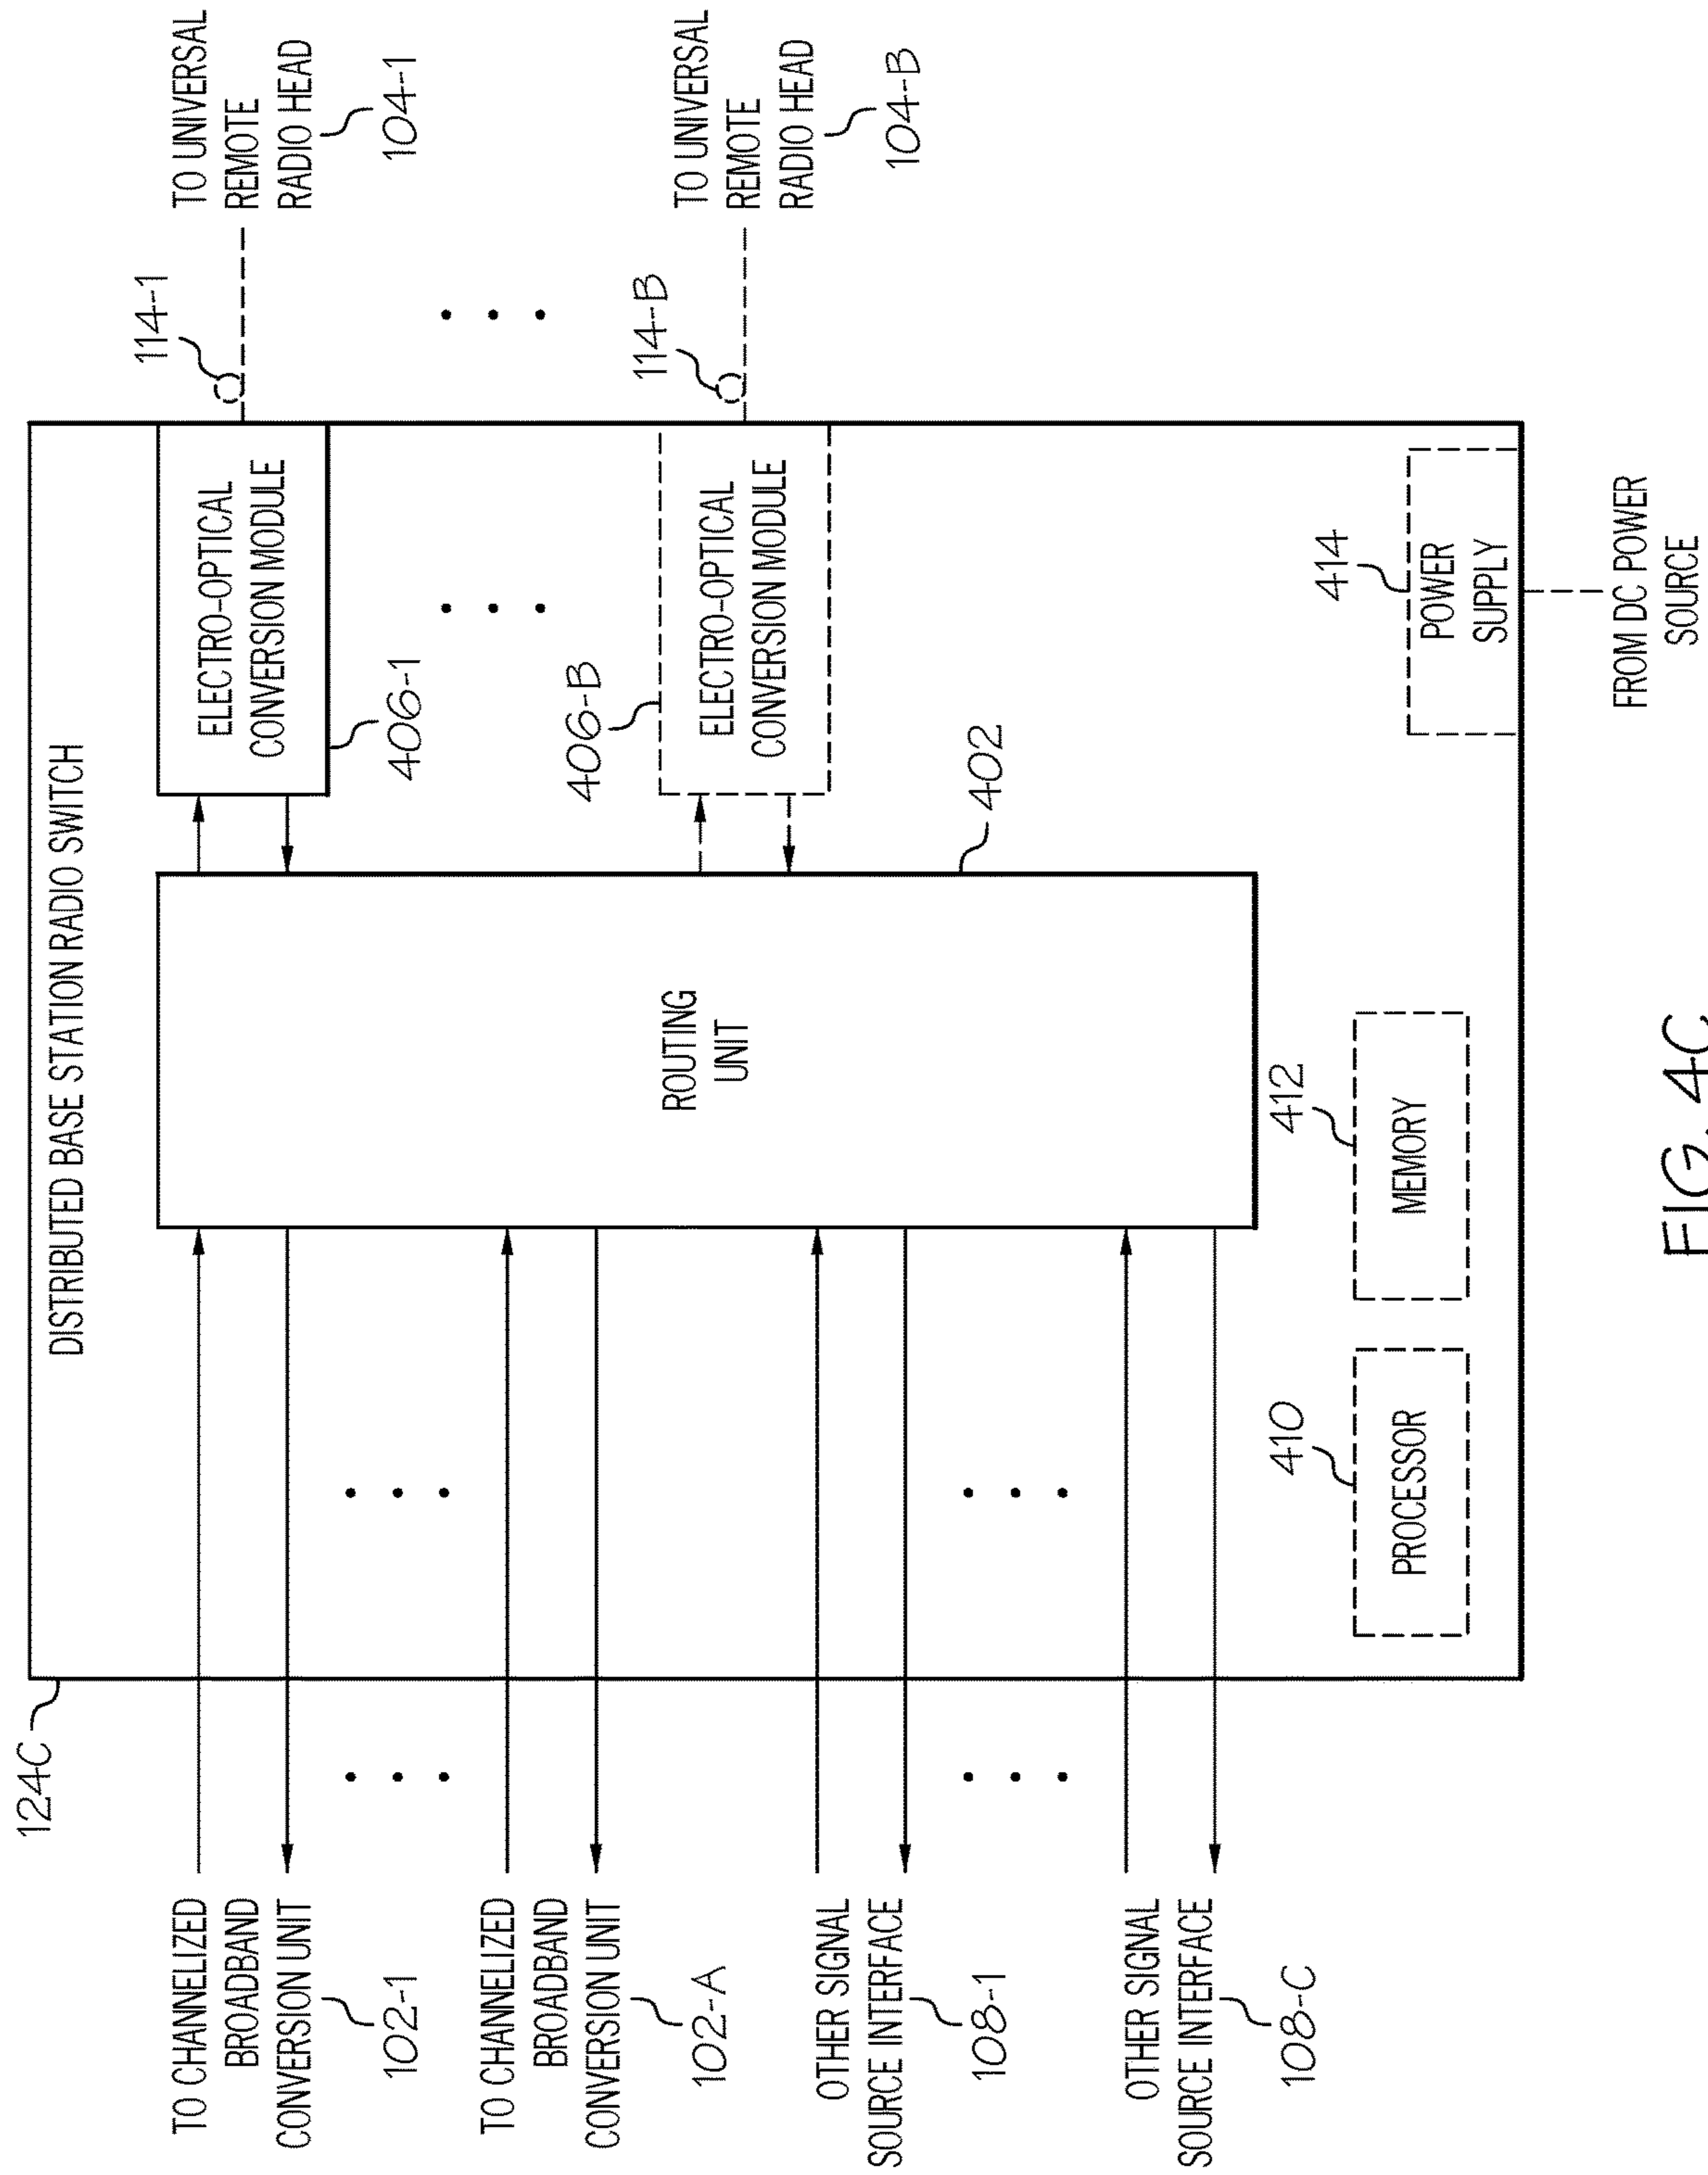 124C
DISTRIBUTED BASE STATION RADIO SWITCH
TO CHANNELIZED
BROADBAND
CONVERSION UNIT
102-1
TO CHANNELIZED
BROADBAND
CONVERSION UNIT
102-A
OTHER SIGNAL
SOURCE INTERFACE
108-1
OTHER SIGNAL
SOURCE INTERFACE
108-C
ROUTING
UNIT
402
ELECTRO-OPTICAL
CONVERSION MODULE
406-1
406-B
ELECTRO-OPTICAL
CONVERSION MODULE
114-1
TO UNIVERSAL
REMOTE
RADIO HEAD
104-1
114-B
TO UNIVERSAL
REMOTE
RADIO HEAD
104-B
410
PROCESSOR
412
MEMORY
414
POWER
SUPPLY
FROM DC POWER
SOURCE
FIG. 4C